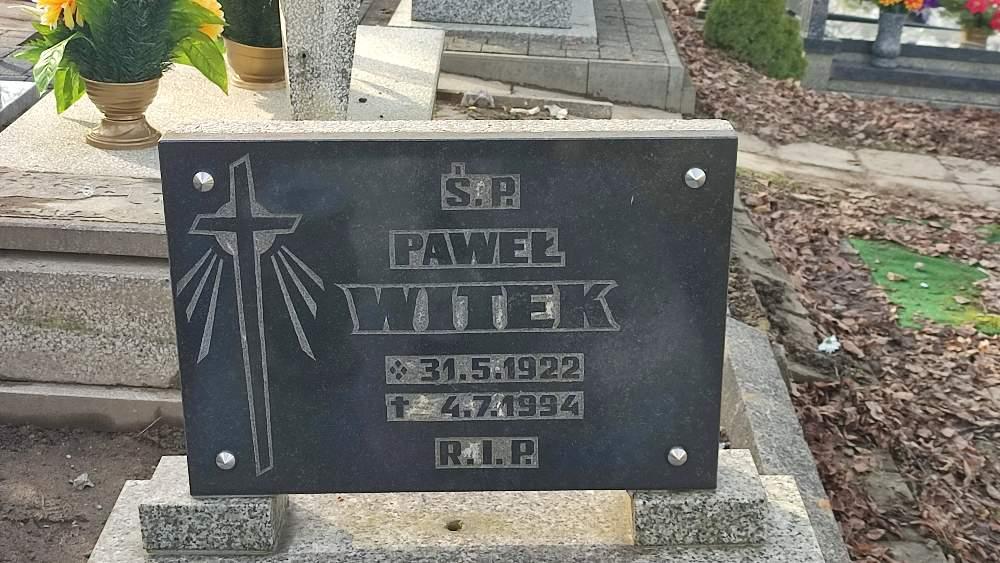 Ś. P.
PAWEŁ
WITEK
31.5.1922
✝ 4.7.1994
R.I.P.